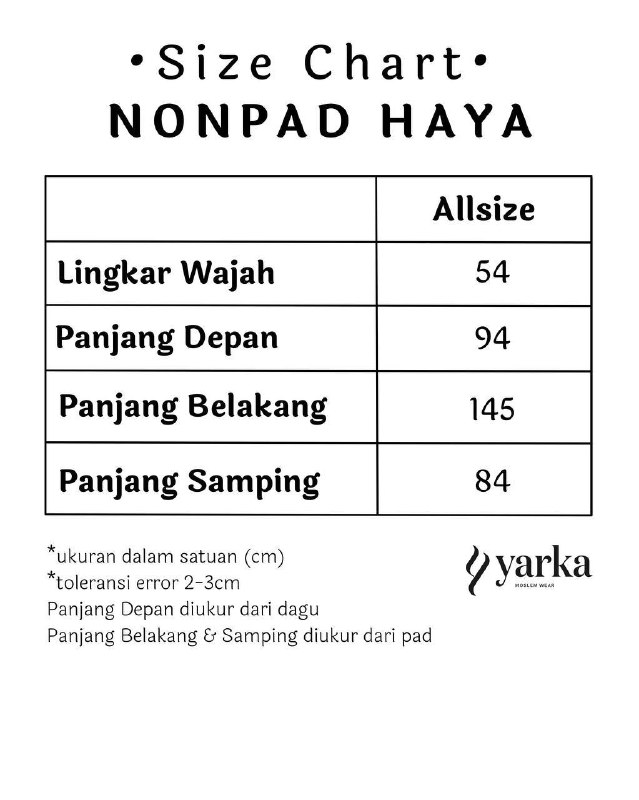 •Size Chart•
NONPAD HAYA
Allsize
Lingkar Wajah 54
Panjang Depan 94
Panjang Belakang 145
Panjang Samping 84
*ukuran dalam satuan (cm)
*toleransi error 2-3cm
Panjang Depan diukur dari dagu
Panjang Belakang & Samping diukur dari pad
yarka
MOSLEM WEAR